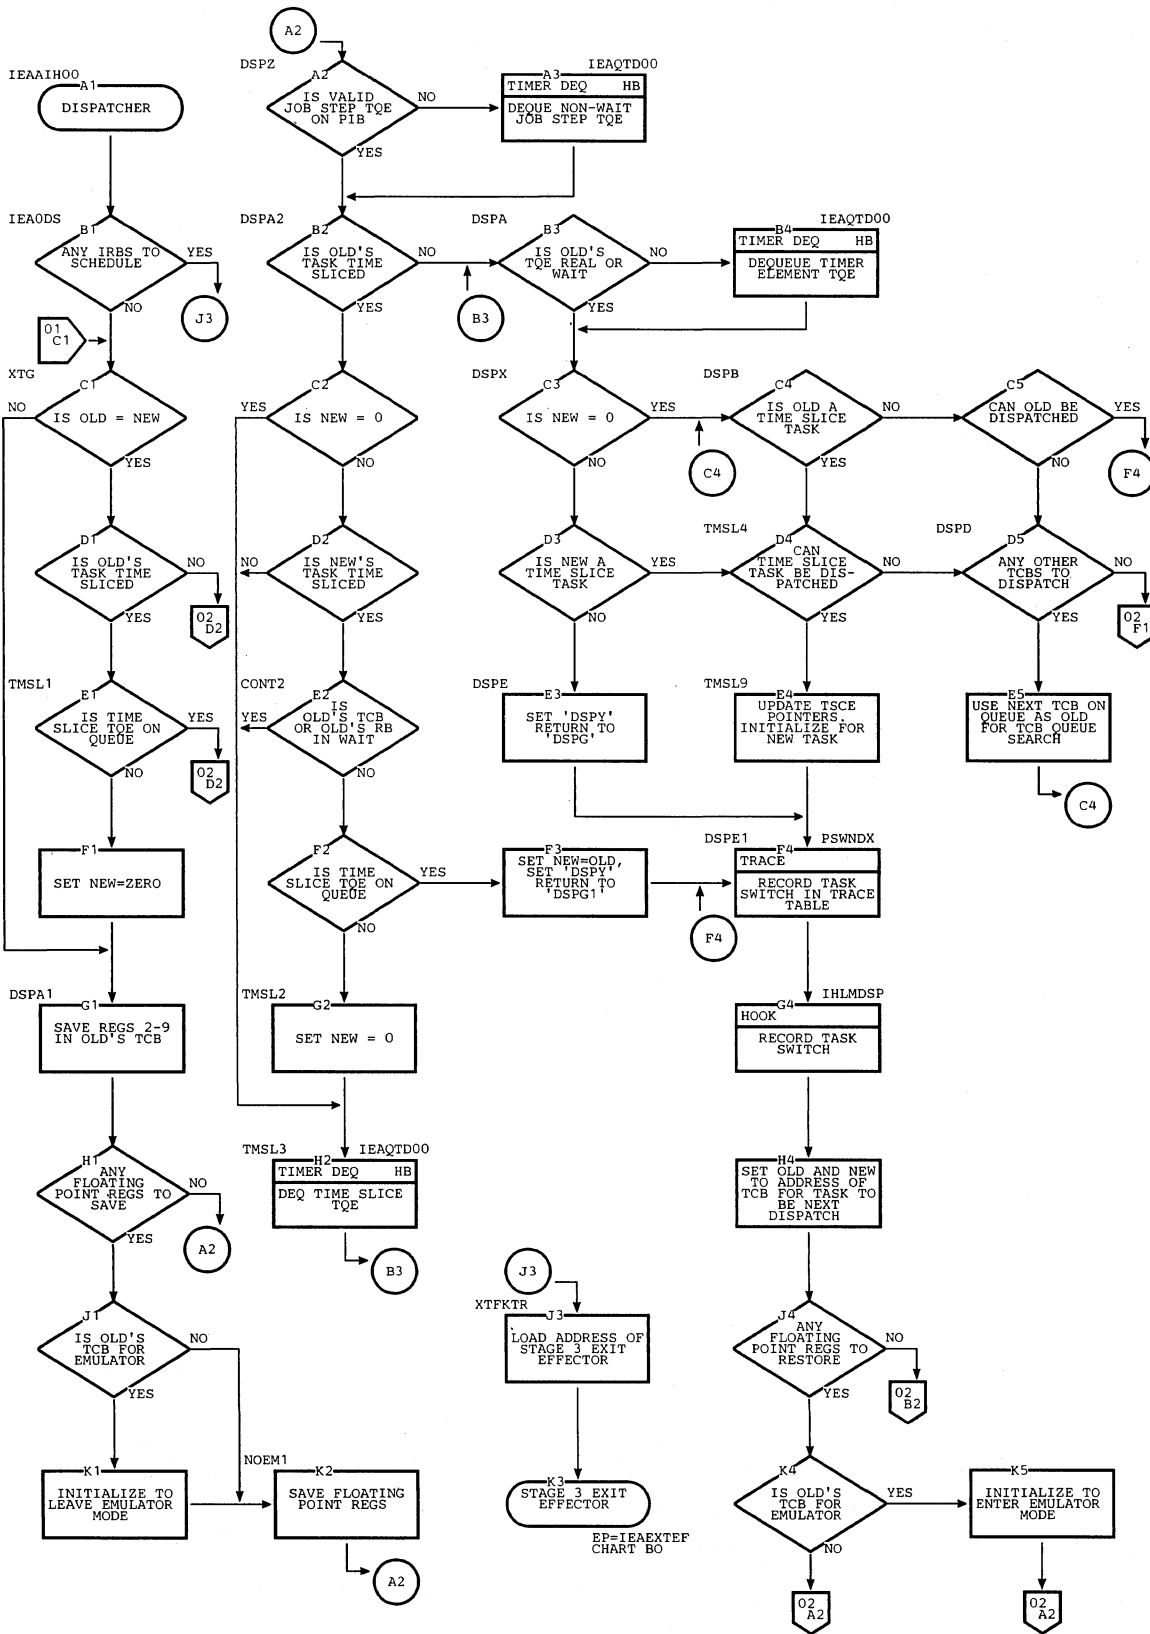 A2
DSPZ
IEAAIH00
A1
DISPATCHER
A2
IS VALID
JOB STEP TQE
ON PIB
NO
YES
IEAQTD00
A3
TIMER DEQ HB
DEQUE NON-WAIT
JOB STEP TQE
IEA0DS
B1
ANY IRBS TO
SCHEDULE
YES
NO
J3
DSPA2
B2
IS OLD'S
TASK TIME
SLICED
NO
YES
B3
DSPA
B3
IS OLD'S
TQE REAL OR
WAIT
NO
YES
IEAQTD00
B4
TIMER DEQ HB
DEQUEUE TIMER
ELEMENT TQE
01
C1
XTG
C1
IS OLD = NEW
NO
YES
C2
IS NEW = 0
YES
NO
DSPX
C3
IS NEW = 0
YES
NO
C4
DSPB
C4
IS OLD A
TIME SLICE
TASK
NO
YES
C5
CAN OLD BE
DISPATCHED
YES
NO
F4
D1
IS OLD'S
TASK TIME
SLICED
NO
YES
02
D2
D2
IS NEW'S
TASK TIME
SLICED
NO
YES
D3
IS NEW A
TIME SLICE
TASK
YES
NO
TMSL4
D4
CAN
TIME SLICE
TASK BE DIS-
PATCHED
NO
YES
DSPD
D5
ANY OTHER
TCBS TO
DISPATCH
NO
YES
02
F1
TMSL1
E1
IS TIME
SLICE TQE ON
QUEUE
YES
NO
02
D2
CONT2
E2
IS
OLD'S TCB
OR OLD'S RB
IN WAIT
YES
NO
DSPE
E3
SET 'DSPY'
RETURN TO
'DSPG'
TMSL9
E4
UPDATE TSCE
POINTERS.
INITIALIZE FOR
NEW TASK
E5
USE NEXT TCB ON
QUEUE AS OLD
FOR TCB QUEUE
SEARCH
C4
F1
SET NEW=ZERO
F2
IS TIME
SLICE TQE ON
QUEUE
YES
NO
F3
SET NEW=OLD,
SET 'DSPY',
RETURN TO
'DSPG1'
F4
DSPE1
PSWNDX
F4
TRACE
RECORD TASK
SWITCH IN TRACE
TABLE
DSPA1
G1
SAVE REGS 2-9
IN OLD'S TCB
TMSL2
G2
SET NEW = 0
IHLMDSP
G4
HOOK
RECORD TASK
SWITCH
H1
ANY
FLOATING
POINT REGS TO
SAVE
NO
YES
A2
TMSL3
IEAQTD00
H2
TIMER DEQ HB
DEQ TIME SLICE
TQE
B3
H4
SET OLD AND NEW
TO ADDRESS OF
TCB FOR TASK TO
BE NEXT
DISPATCH
J1
IS OLD'S
TCB FOR
EMULATOR
NO
YES
J3
XTFKTR
J3
LOAD ADDRESS OF
STAGE 3 EXIT
EFFECTOR
J4
ANY
FLOATING
POINT REGS TO
RESTORE
NO
YES
02
B2
K1
INITIALIZE TO
LEAVE EMULATOR
MODE
NOEM1
K2
SAVE FLOATING
POINT REGS
A2
K3
STAGE 3 EXIT
EFFECTOR
EP=IEAEXTEF
CHART BO
K4
IS OLD'S
TCB FOR
EMULATOR
YES
NO
02
A2
K5
INITIALIZE TO
ENTER EMULATOR
MODE
02
A2